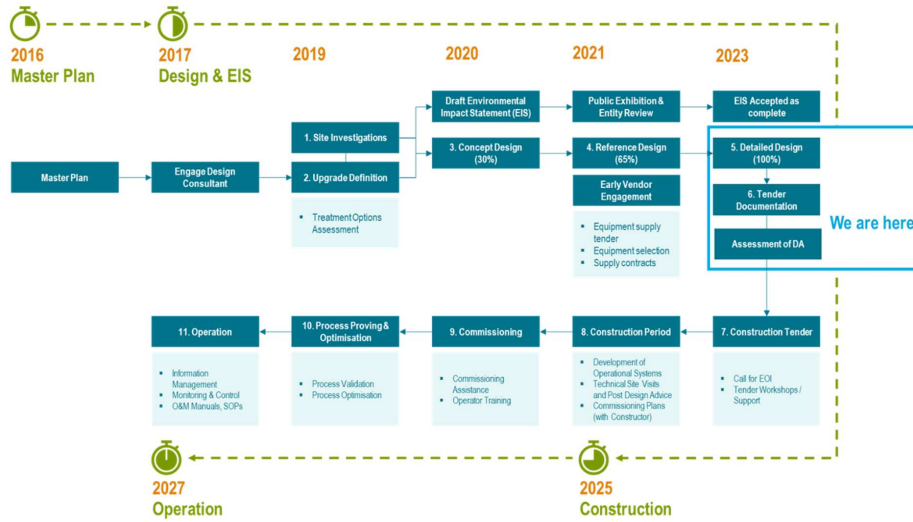 2016
Master Plan
2017
Design & EIS
2019
2020
2021
2023
Draft Environmental
Impact Statement (EIS)
Public Exhibition &
Entity Review
EIS Accepted as
complete
1. Site Investigations
3. Concept Design
(30%)
4. Reference Design
(65%)
5. Detailed Design
(100%)
Master Plan
Engage Design
Consultant
2. Upgrade Definition
Treatment Options
Assessment
Early Vendor
Engagement
Equipment supply
tender
Equipment selection
Supply contracts
6. Tender
Documentation
Assessment of DA
We are here
11. Operation
Information
Management
Monitoring & Control
O&M Manuals, SOPs
10. Process Proving &
Optimisation
Process Validation
Process Optimisation
9. Commissioning
Commissioning
Assistance
Operator Training
8. Construction Period
Development of
Operational Systems
Technical Site Visits
and Post Design Advice
Commissioning Plans
(with Constructor)
7. Construction Tender
Call for EOI
Tender Workshops /
Support
2027
Operation
2025
Construction